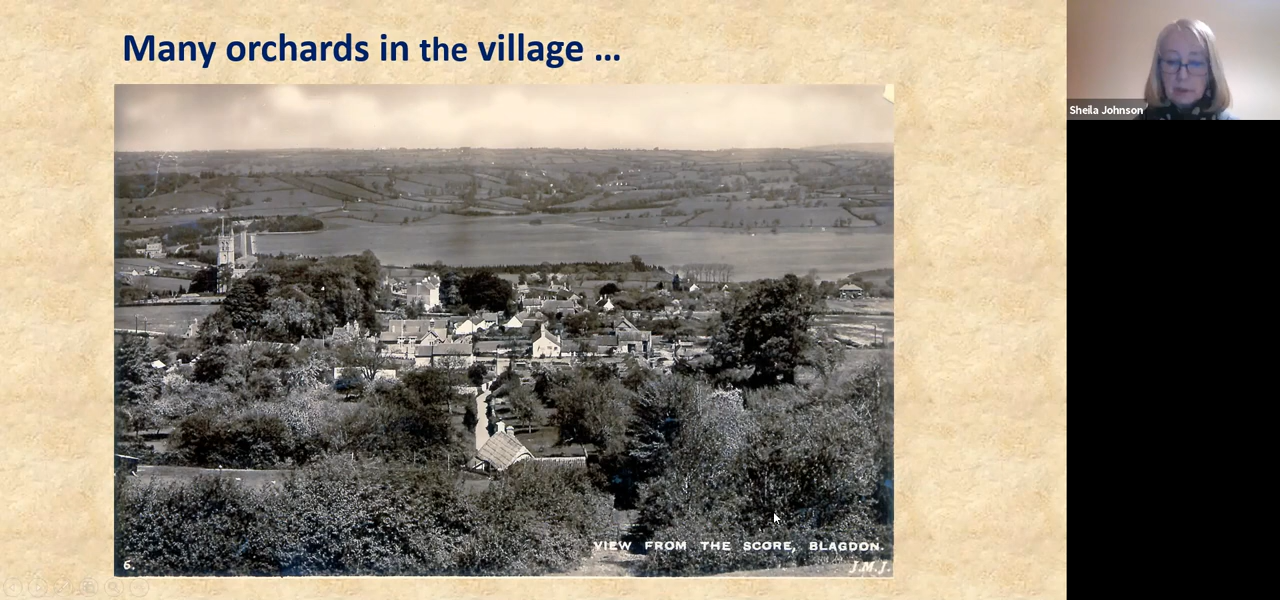 Many orchards in the village ...
Sheila Johnson
VIEW FROM THE SCORE, BLAGDON.
6.
J.M.J.